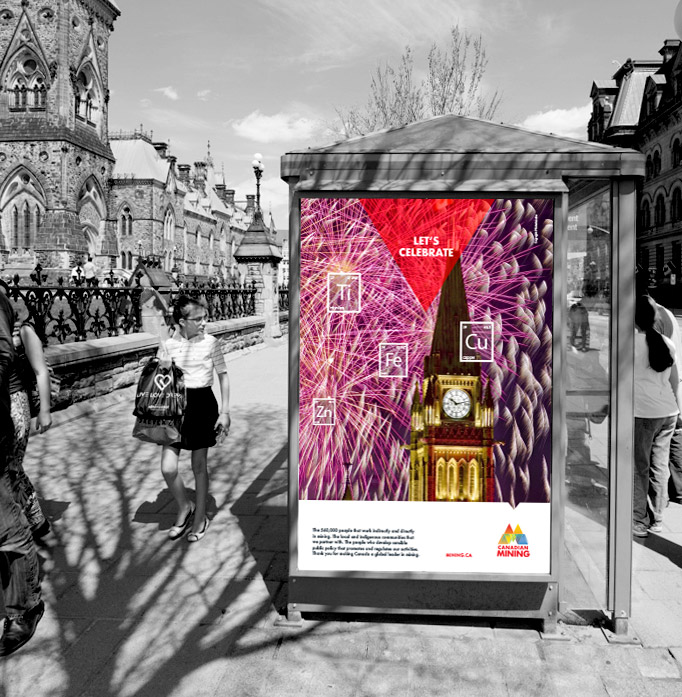 LET'S
CELEBRATE
Ti
Cu
Fe
Zn
The 560,000 people that work indirectly and directly
in mining. The local and indigenous communities that
we partner with. The people who develop sensible
public policy that promotes and regulates our activities.
Thank you for making Canada a global leader in mining.
MINING.CA
CANADIAN
MINING